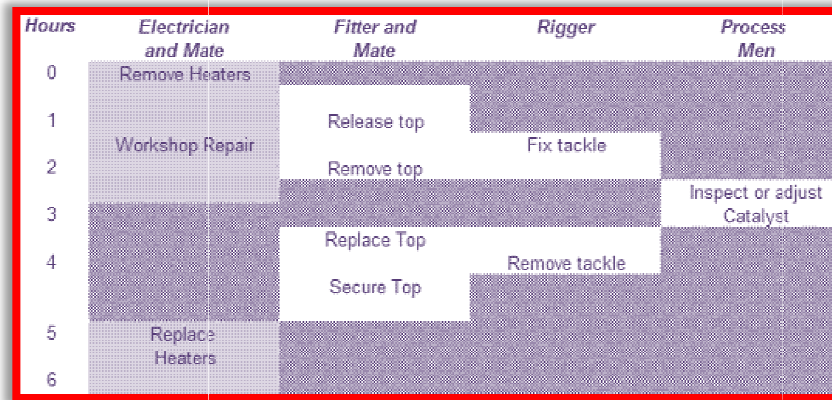 Hours Electrician Fitter and Rigger Process
and Mate Mate Men
0 Remove Heaters
1 Release top
Workshop Repair Fix tackle
2 Remove top
Inspect or adjust
3 Catalyst
Replace Top
4 Remove tackle
Secure Top
5 Replace
Heaters
6